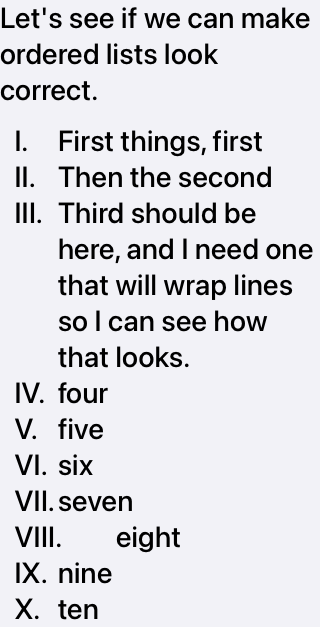 Let's see if we can make
ordered lists look
correct.
I. First things, first
II. Then the second
III. Third should be
here, and I need one
that will wrap lines
so I can see how
that looks.
IV. four
V. five
VI. six
VII. seven
VIII. eight
IX. nine
X. ten